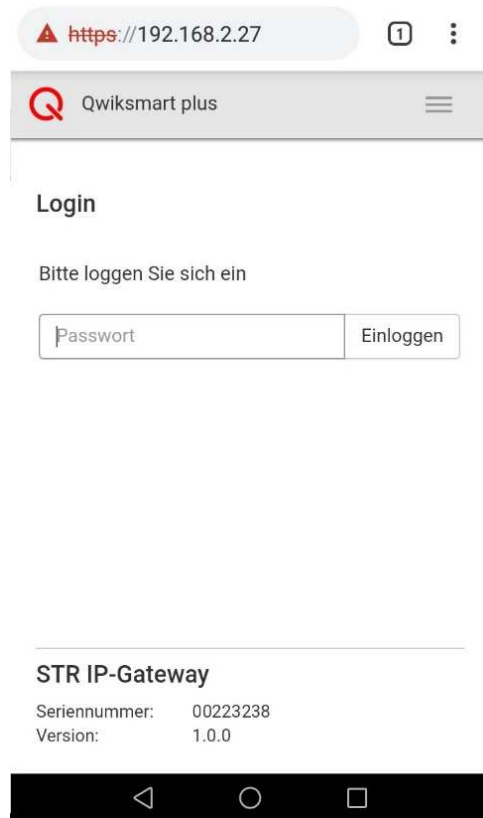 https://192.168.2.27 1
Qwiksmart plus
Login
Bitte loggen Sie sich ein
Passwort Einloggen
STR IP-Gateway
Seriennummer: 00223238
Version: 1.0.0